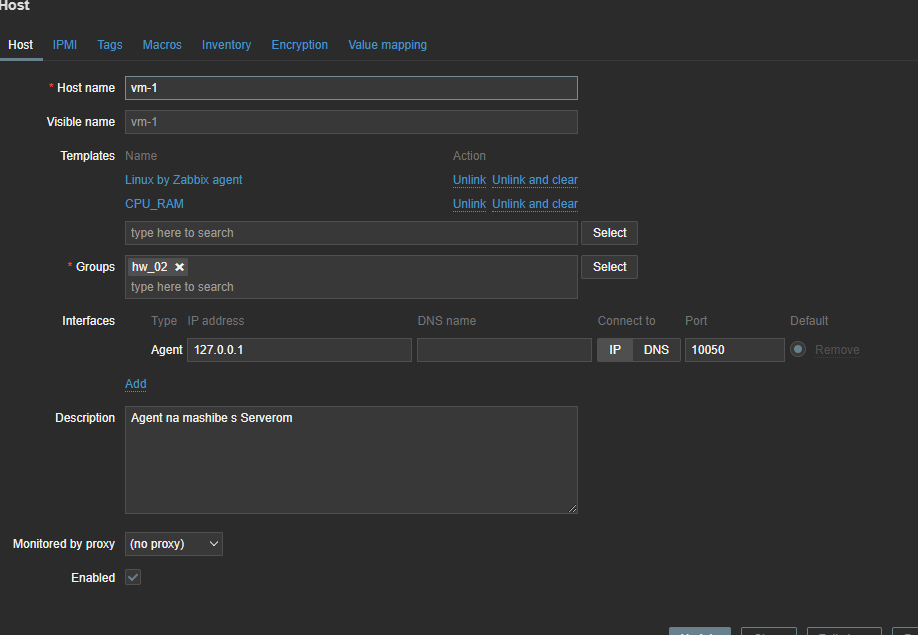 Host
Host IPMI Tags Macros Inventory Encryption Value mapping
* Host name vm-1
Visible name vm-1
Templates Name Action
Linux by Zabbix agent Unlink Unlink and clear
CPU_RAM Unlink Unlink and clear
type here to search Select
* Groups hw_02 Select
type here to search
Interfaces Type IP address DNS name Connect to Port Default
Agent 127.0.0.1 IP DNS 10050 Remove
Add
Description Agent na mashibe s Serverom
Monitored by proxy (no proxy)
Enabled